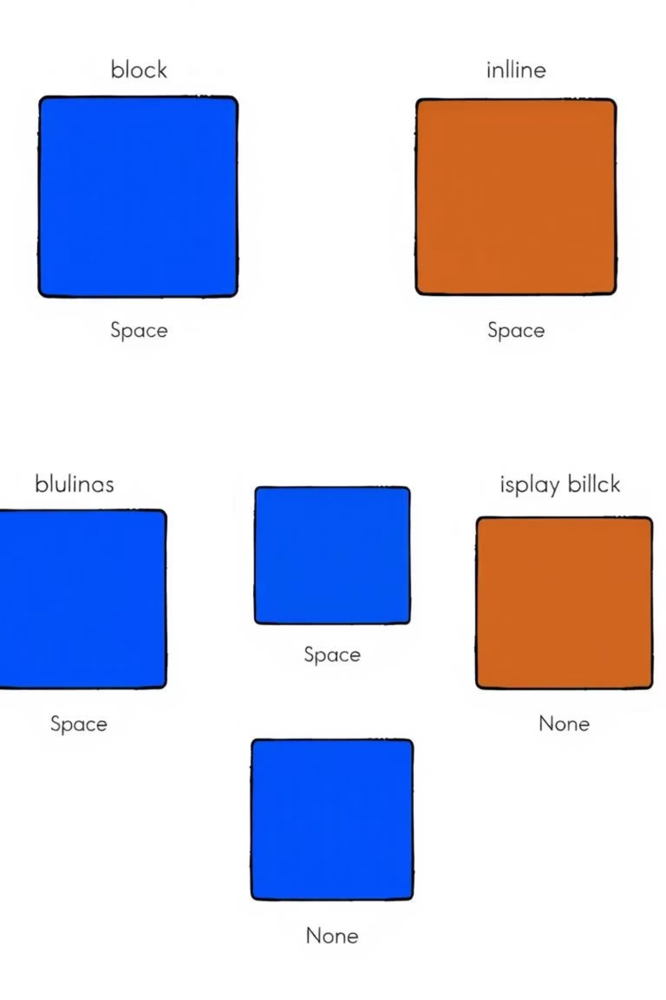 block
inlline
Space
Space
blulinas
isplay billck
Space
Space
None
None